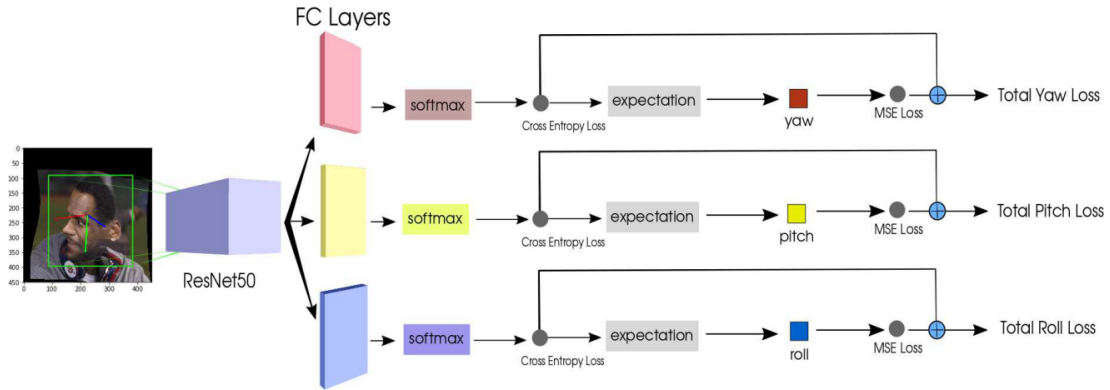 FC Layers
softmax
Cross Entropy Loss
expectation
yaw
MSE Loss
Total Yaw Loss
0
50
100
150
200
250
300
350
400
450
0
100
200
300
400
ResNet50
softmax
Cross Entropy Loss
expectation
pitch
MSE Loss
Total Pitch Loss
softmax
Cross Entropy Loss
expectation
roll
MSE Loss
Total Roll Loss